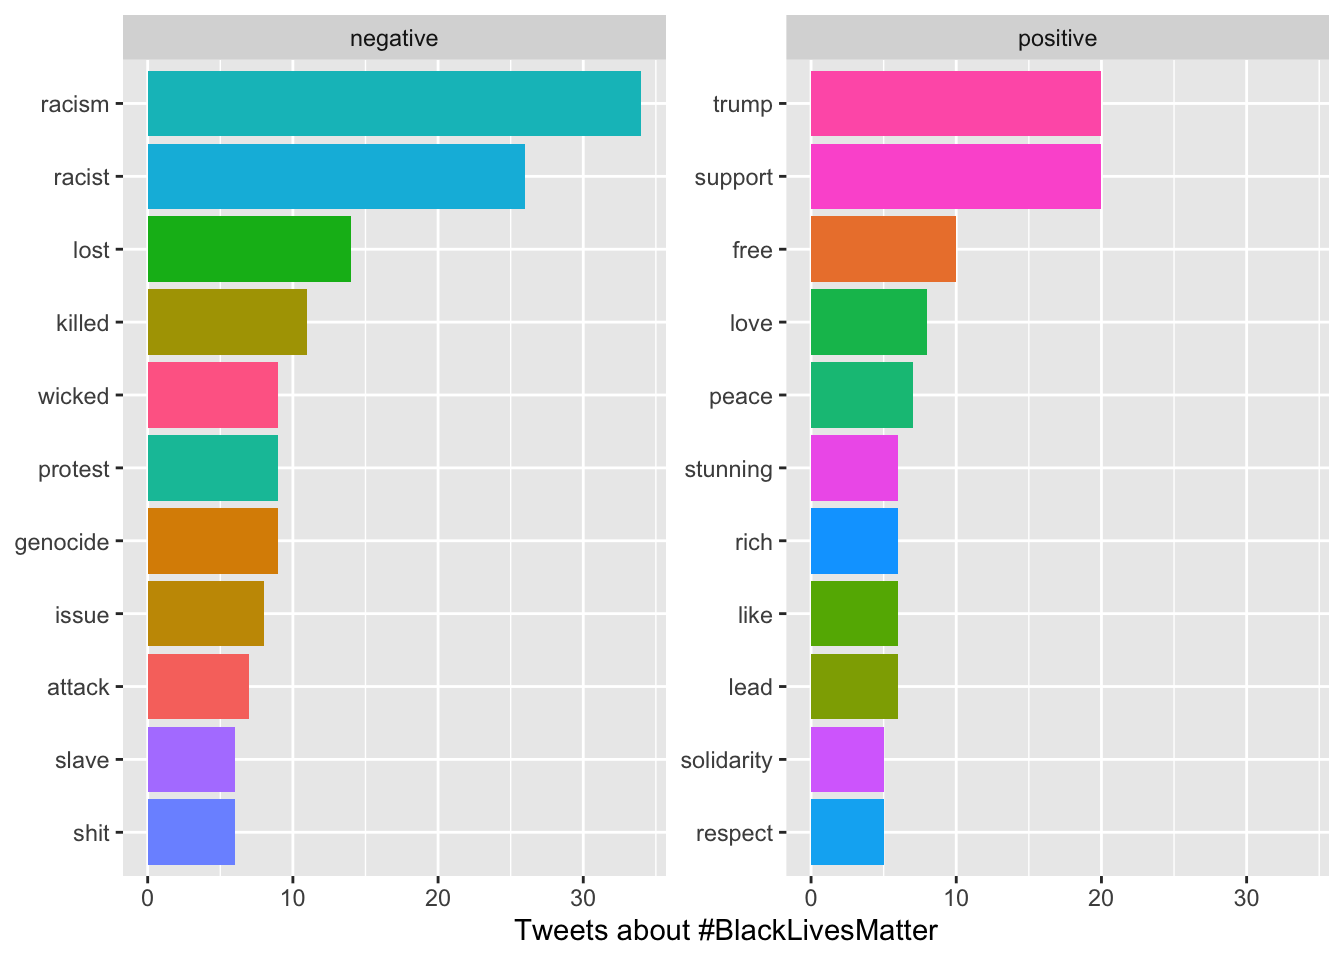 negative
racism
racist
lost
killed
wicked
protest
genocide
issue
attack
slave
shit
0 10 20 30
positive
trump
support
free
love
peace
stunning
rich
like
lead
solidarity
respect
0 10 20 30
Tweets about #BlackLivesMatter